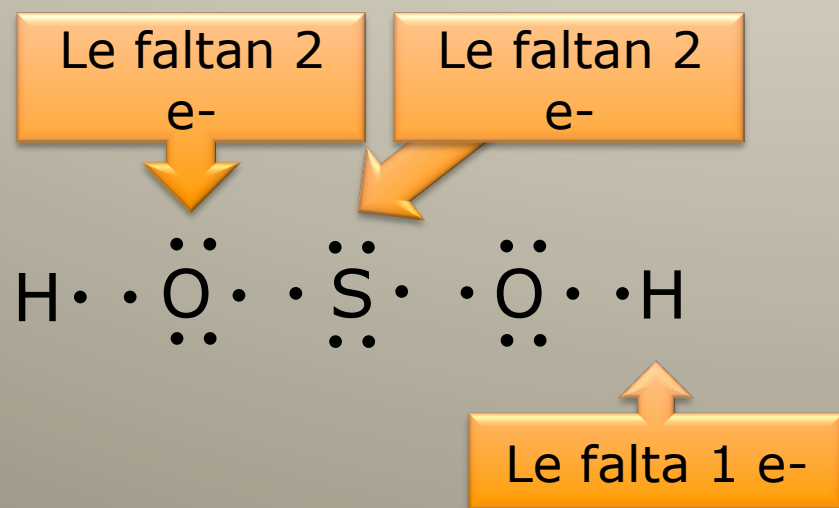 Le faltan 2
e-
Le faltan 2
e-
H· ·O· ·S· ·O· ·H
Le falta 1 e-